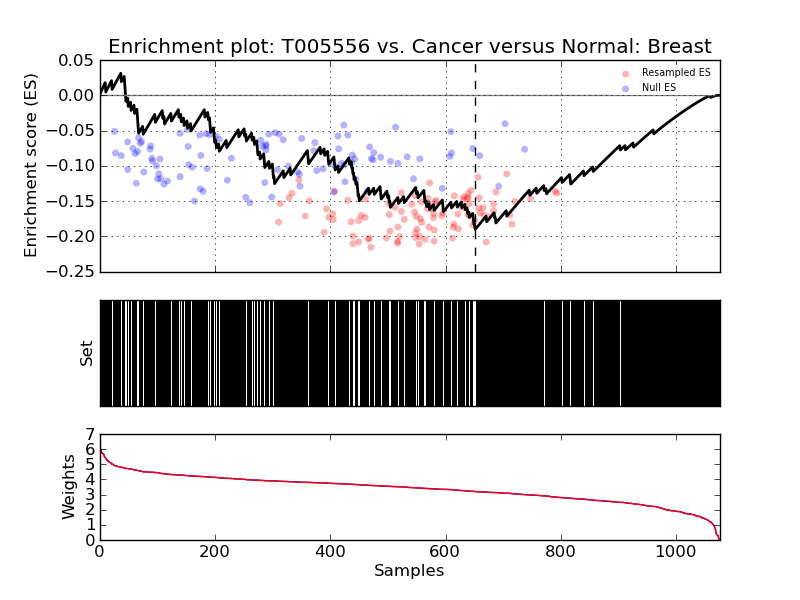 Enrichment plot: T005556 vs. Cancer versus Normal: Breast
Enrichment score (ES)
0.05
0.00
−0.05
−0.10
−0.15
−0.20
−0.25
Resampled ES
Null ES
Set
Weights
7
6
5
4
3
2
1
0
0 200 400 600 800 1000
Samples